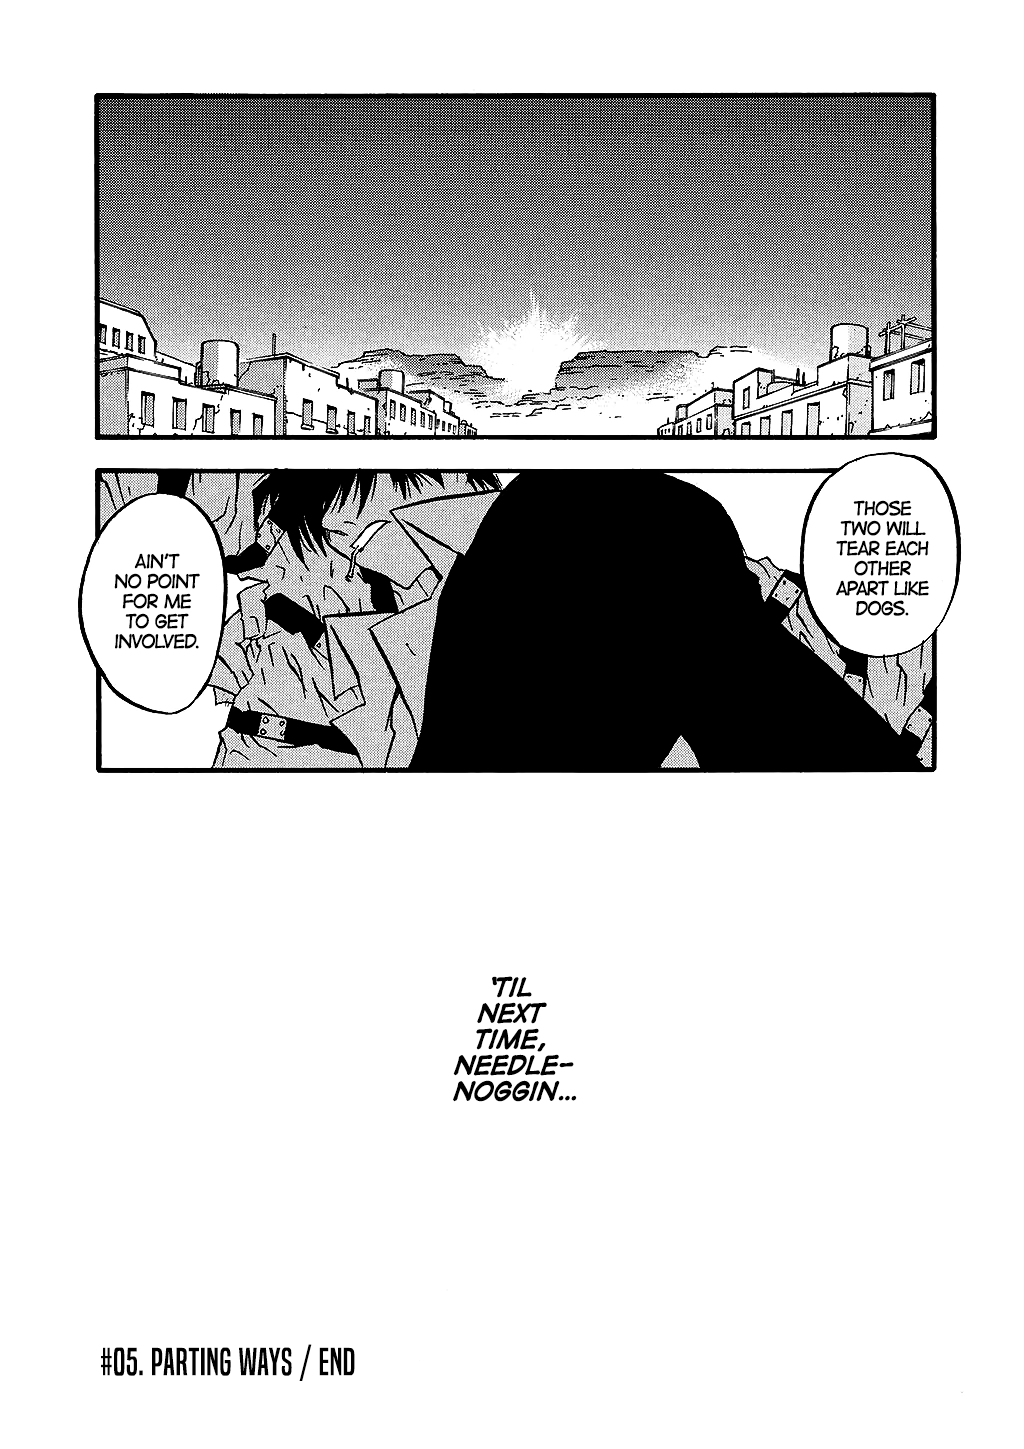 THOSE
TWO WILL
TEAR EACH
OTHER
APART LIKE
DOGS.
AIN'T
NO POINT
FOR ME
TO GET
INVOLVED.
'TIL
NEXT
TIME,
NEEDLE-
NOGGIN...
#05. PARTING WAYS / END